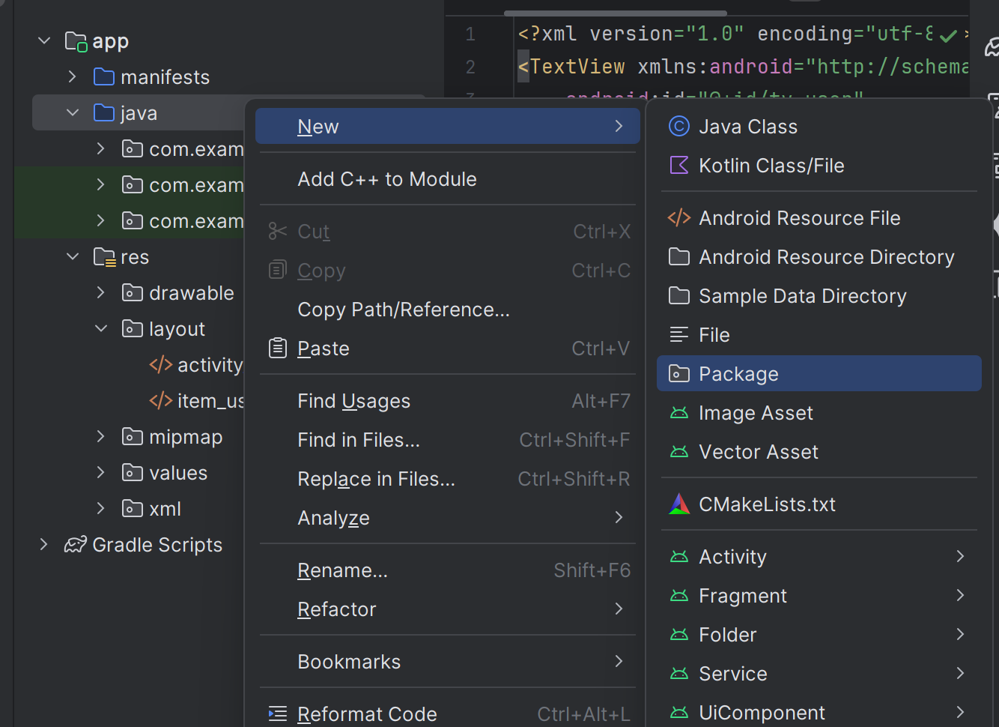 app
manifests
java
com.exam
com.exam
com.exam
res
drawable
layout
activity
item_us
mipmap
values
xml
Gradle Scripts
1 <?xml version="1.0" encoding="utf-8
2 <TextView xmlns:android="http://schema
3 android:id="@+id/tv_user"
New
Add C++ to Module
Cut Ctrl+X
Copy Ctrl+C
Copy Path/Reference...
Paste Ctrl+V
Find Usages Alt+F7
Find in Files... Ctrl+Shift+F
Replace in Files... Ctrl+Shift+R
Analyze
Rename... Shift+F6
Refactor
Bookmarks
Reformat Code Ctrl+Alt+L
Java Class
Kotlin Class/File
Android Resource File
Android Resource Directory
Sample Data Directory
File
Package
Image Asset
Vector Asset
CMakeLists.txt
Activity
Fragment
Folder
Service
UiComponent